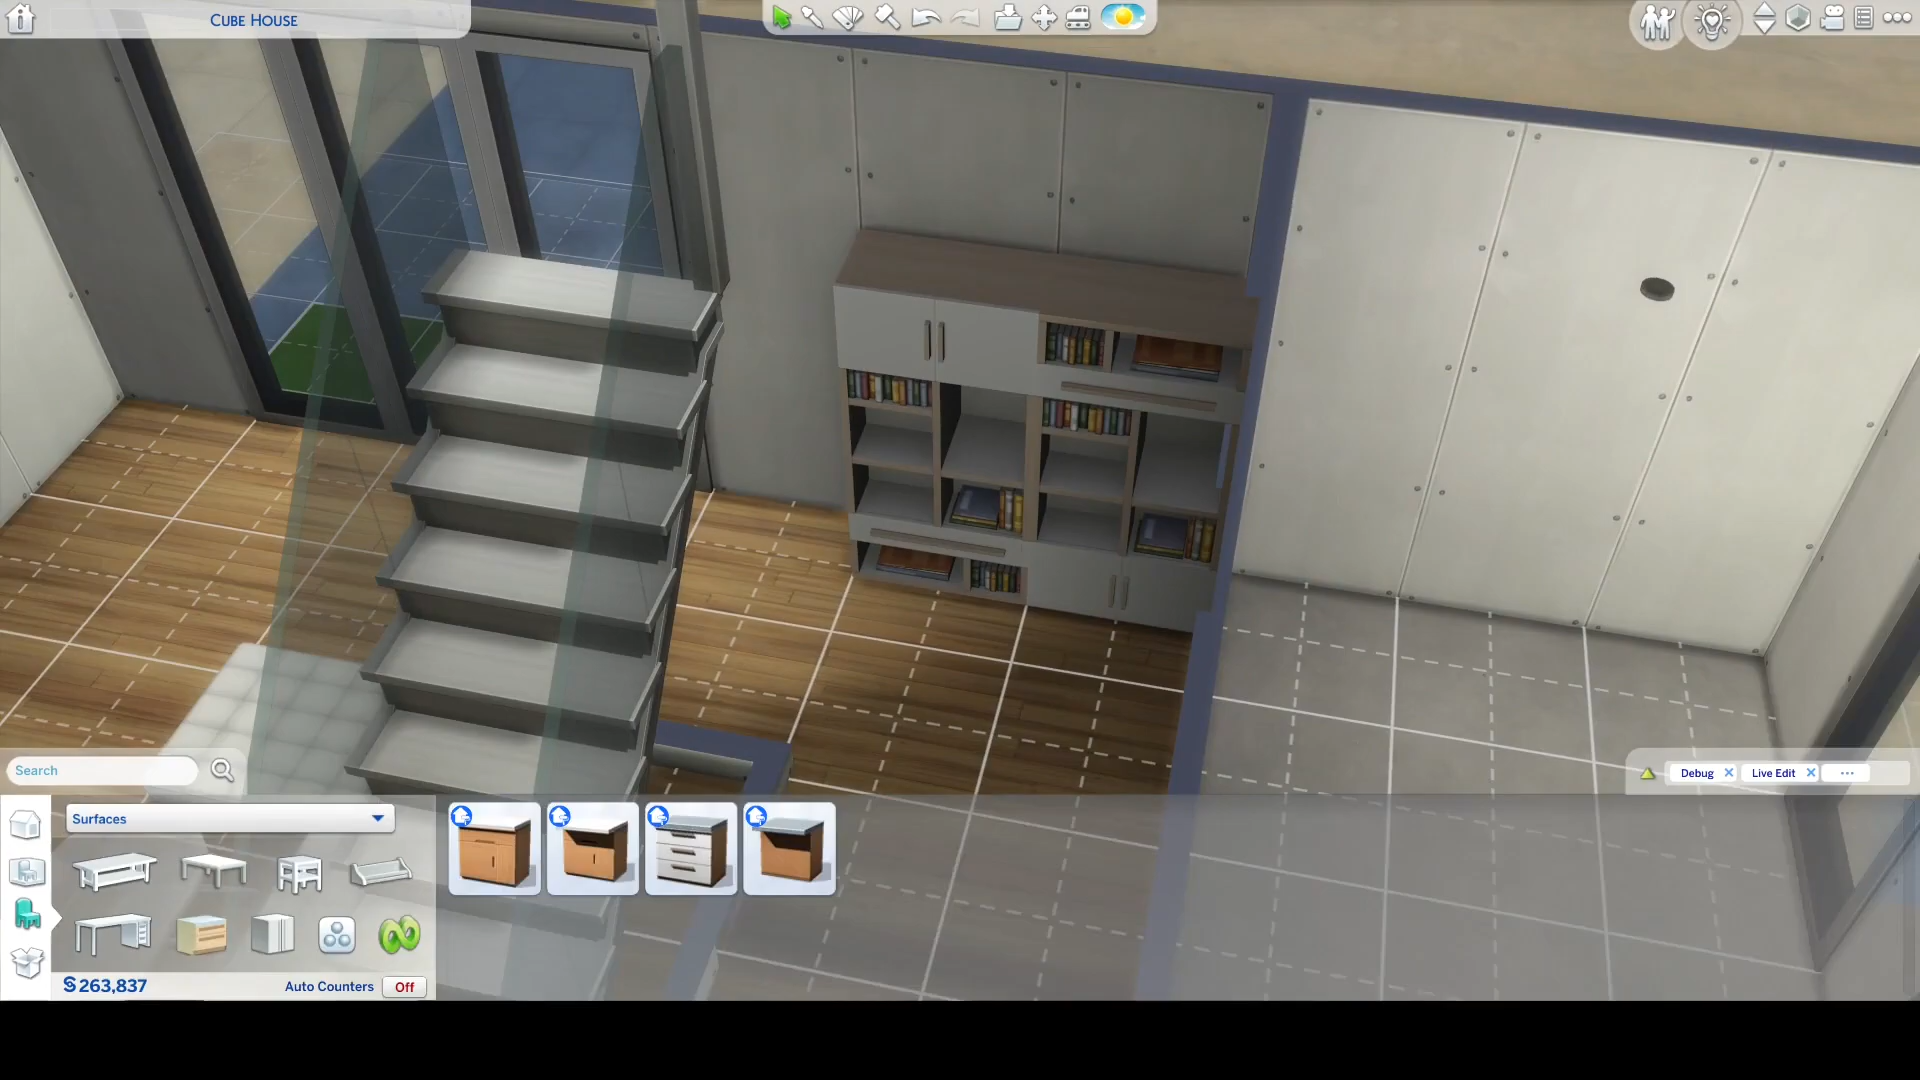 CUBE HOUSE
Search
Debug
Live Edit
Surfaces
§263,837
Auto Counters
Off